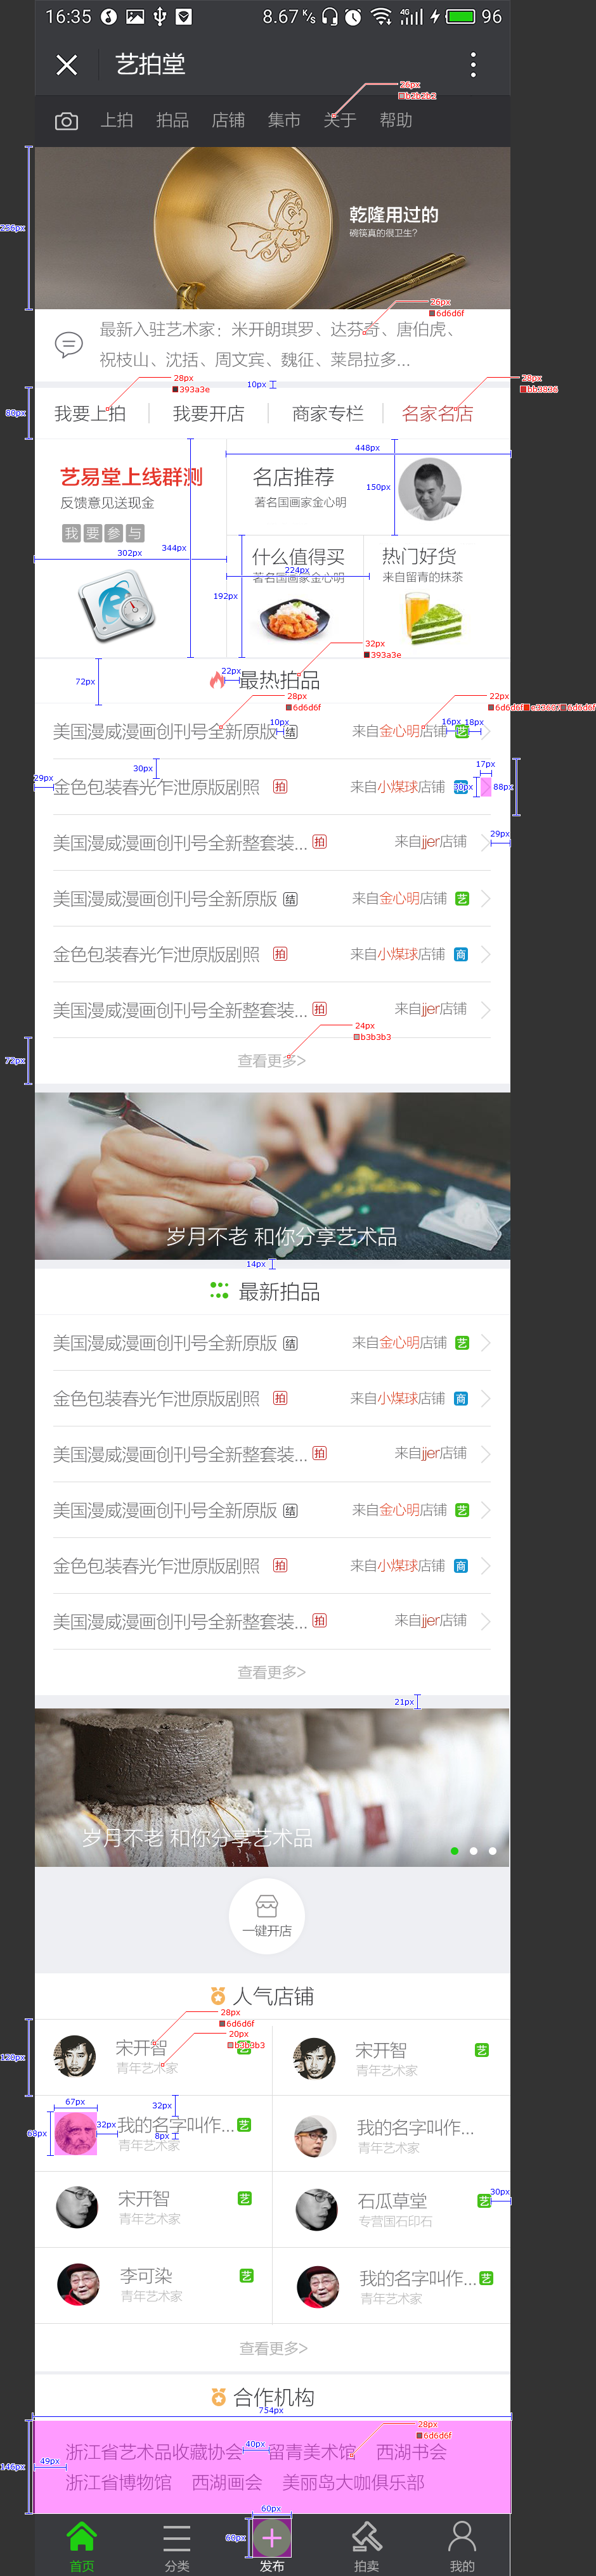 16:35 8.67 K/s 4G 96
艺拍堂
26px
b2b2b2
上拍 拍品 店铺 集市 关于 帮助
256px
乾隆用过的
碗筷真的很卫生?
26px
6d6d6f
最新入驻艺术家：米开朗琪罗、达芬奇、唐伯虎、
祝枝山、沈括、周文宾、魏征、莱昂拉多...
10px
28px
393a3e
28px
bb3836
80px
我要上拍 我要开店 商家专栏 名家名店
448px
艺易堂上线群测
反馈意见送现金
我要参与
名店推荐
著名国画家金心明
150px
302px
344px
什么值得买
著名国画家金心明
224px
192px
热门好货
来自留青的抹茶
32px
393a3e
72px
22px
最热拍品
28px
6d6d6f
22px
6d6d6f
6d6d6f
10px
16px
18px
美国漫威漫画创刊号全新原版 结 来自金心明店铺 艺
30px
17px
29px
30px
88px
金色包装春光乍泄原版剧照 拍 来自小煤球店铺 商
29px
美国漫威漫画创刊号全新整套装... 拍 来自jjer店铺
美国漫威漫画创刊号全新原版 结 来自金心明店铺 艺
金色包装春光乍泄原版剧照 拍 来自小煤球店铺 商
美国漫威漫画创刊号全新整套装... 拍 来自jjer店铺
24px
b3b3b3
72px
查看更多>
岁月不老 和你分享艺术品
14px
最新拍品
美国漫威漫画创刊号全新原版 结 来自金心明店铺 艺
金色包装春光乍泄原版剧照 拍 来自小煤球店铺 商
美国漫威漫画创刊号全新整套装... 拍 来自jjer店铺
美国漫威漫画创刊号全新原版 结 来自金心明店铺 艺
金色包装春光乍泄原版剧照 拍 来自小煤球店铺 商
美国漫威漫画创刊号全新整套装... 拍 来自jjer店铺
查看更多>
21px
岁月不老 和你分享艺术品
一键开店
人气店铺
28px
6d6d6f
20px
b3b3b3
120px
宋开智 艺
青年艺术家
宋开智 艺
青年艺术家
67px
32px
63px
32px
8px
我的名字叫作... 艺
青年艺术家
我的名字叫作...
青年艺术家
30px
宋开智 艺
青年艺术家
石瓜草堂 艺
专营国石印石
李可染 艺
青年艺术家
我的名字叫作... 艺
青年艺术家
查看更多>
合作机构
754px
28px
6d6d6f
40px
146px
49px
浙江省艺术品收藏协会 留青美术馆 西湖书会
浙江省博物馆 西湖画会 美丽岛大咖俱乐部
60px
60px
首页 分类 发布 拍卖 我的